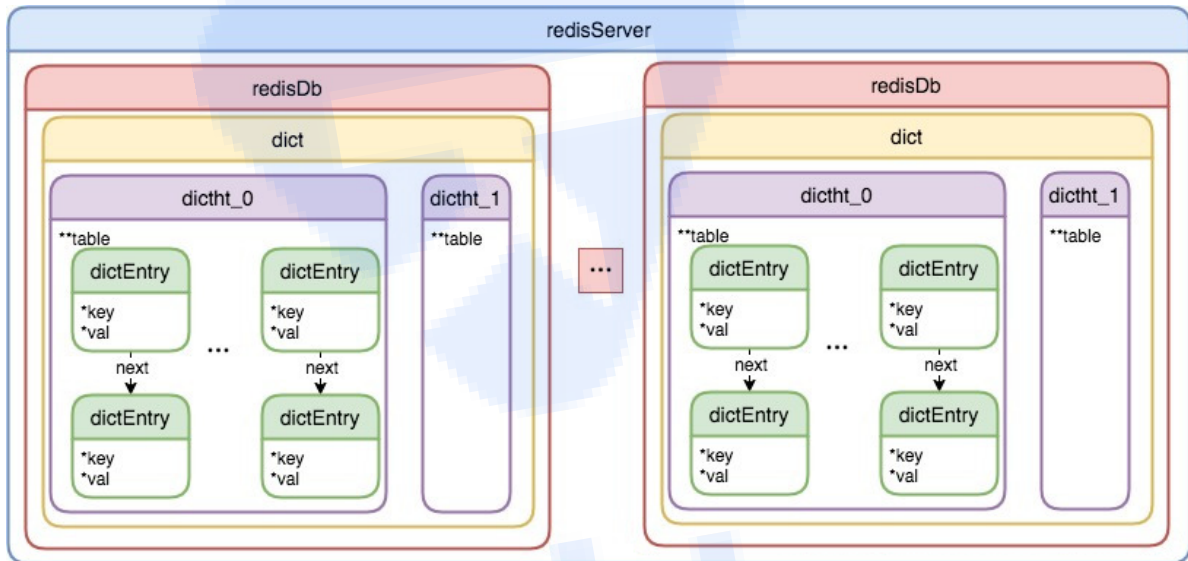 redisServer
redisDb
dict
dictht_0
**table
dictEntry
*key
*val
next
dictEntry
*key
*val
...
dictEntry
*key
*val
next
dictEntry
*key
*val
dictht_1
**table
...
redisDb
dict
dictht_0
**table
dictEntry
*key
*val
next
dictEntry
*key
*val
...
dictEntry
*key
*val
next
dictEntry
*key
*val
dictht_1
**table